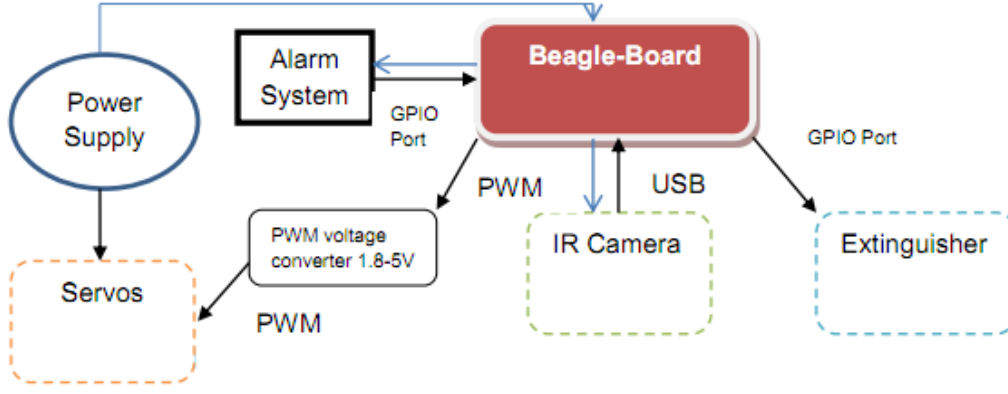 Beagle-Board
Alarm
System
Power
Supply
GPIO
Port
GPIO Port
PWM
USB
PWM voltage
converter 1.8-5V
IR Camera
Extinguisher
Servos
PWM